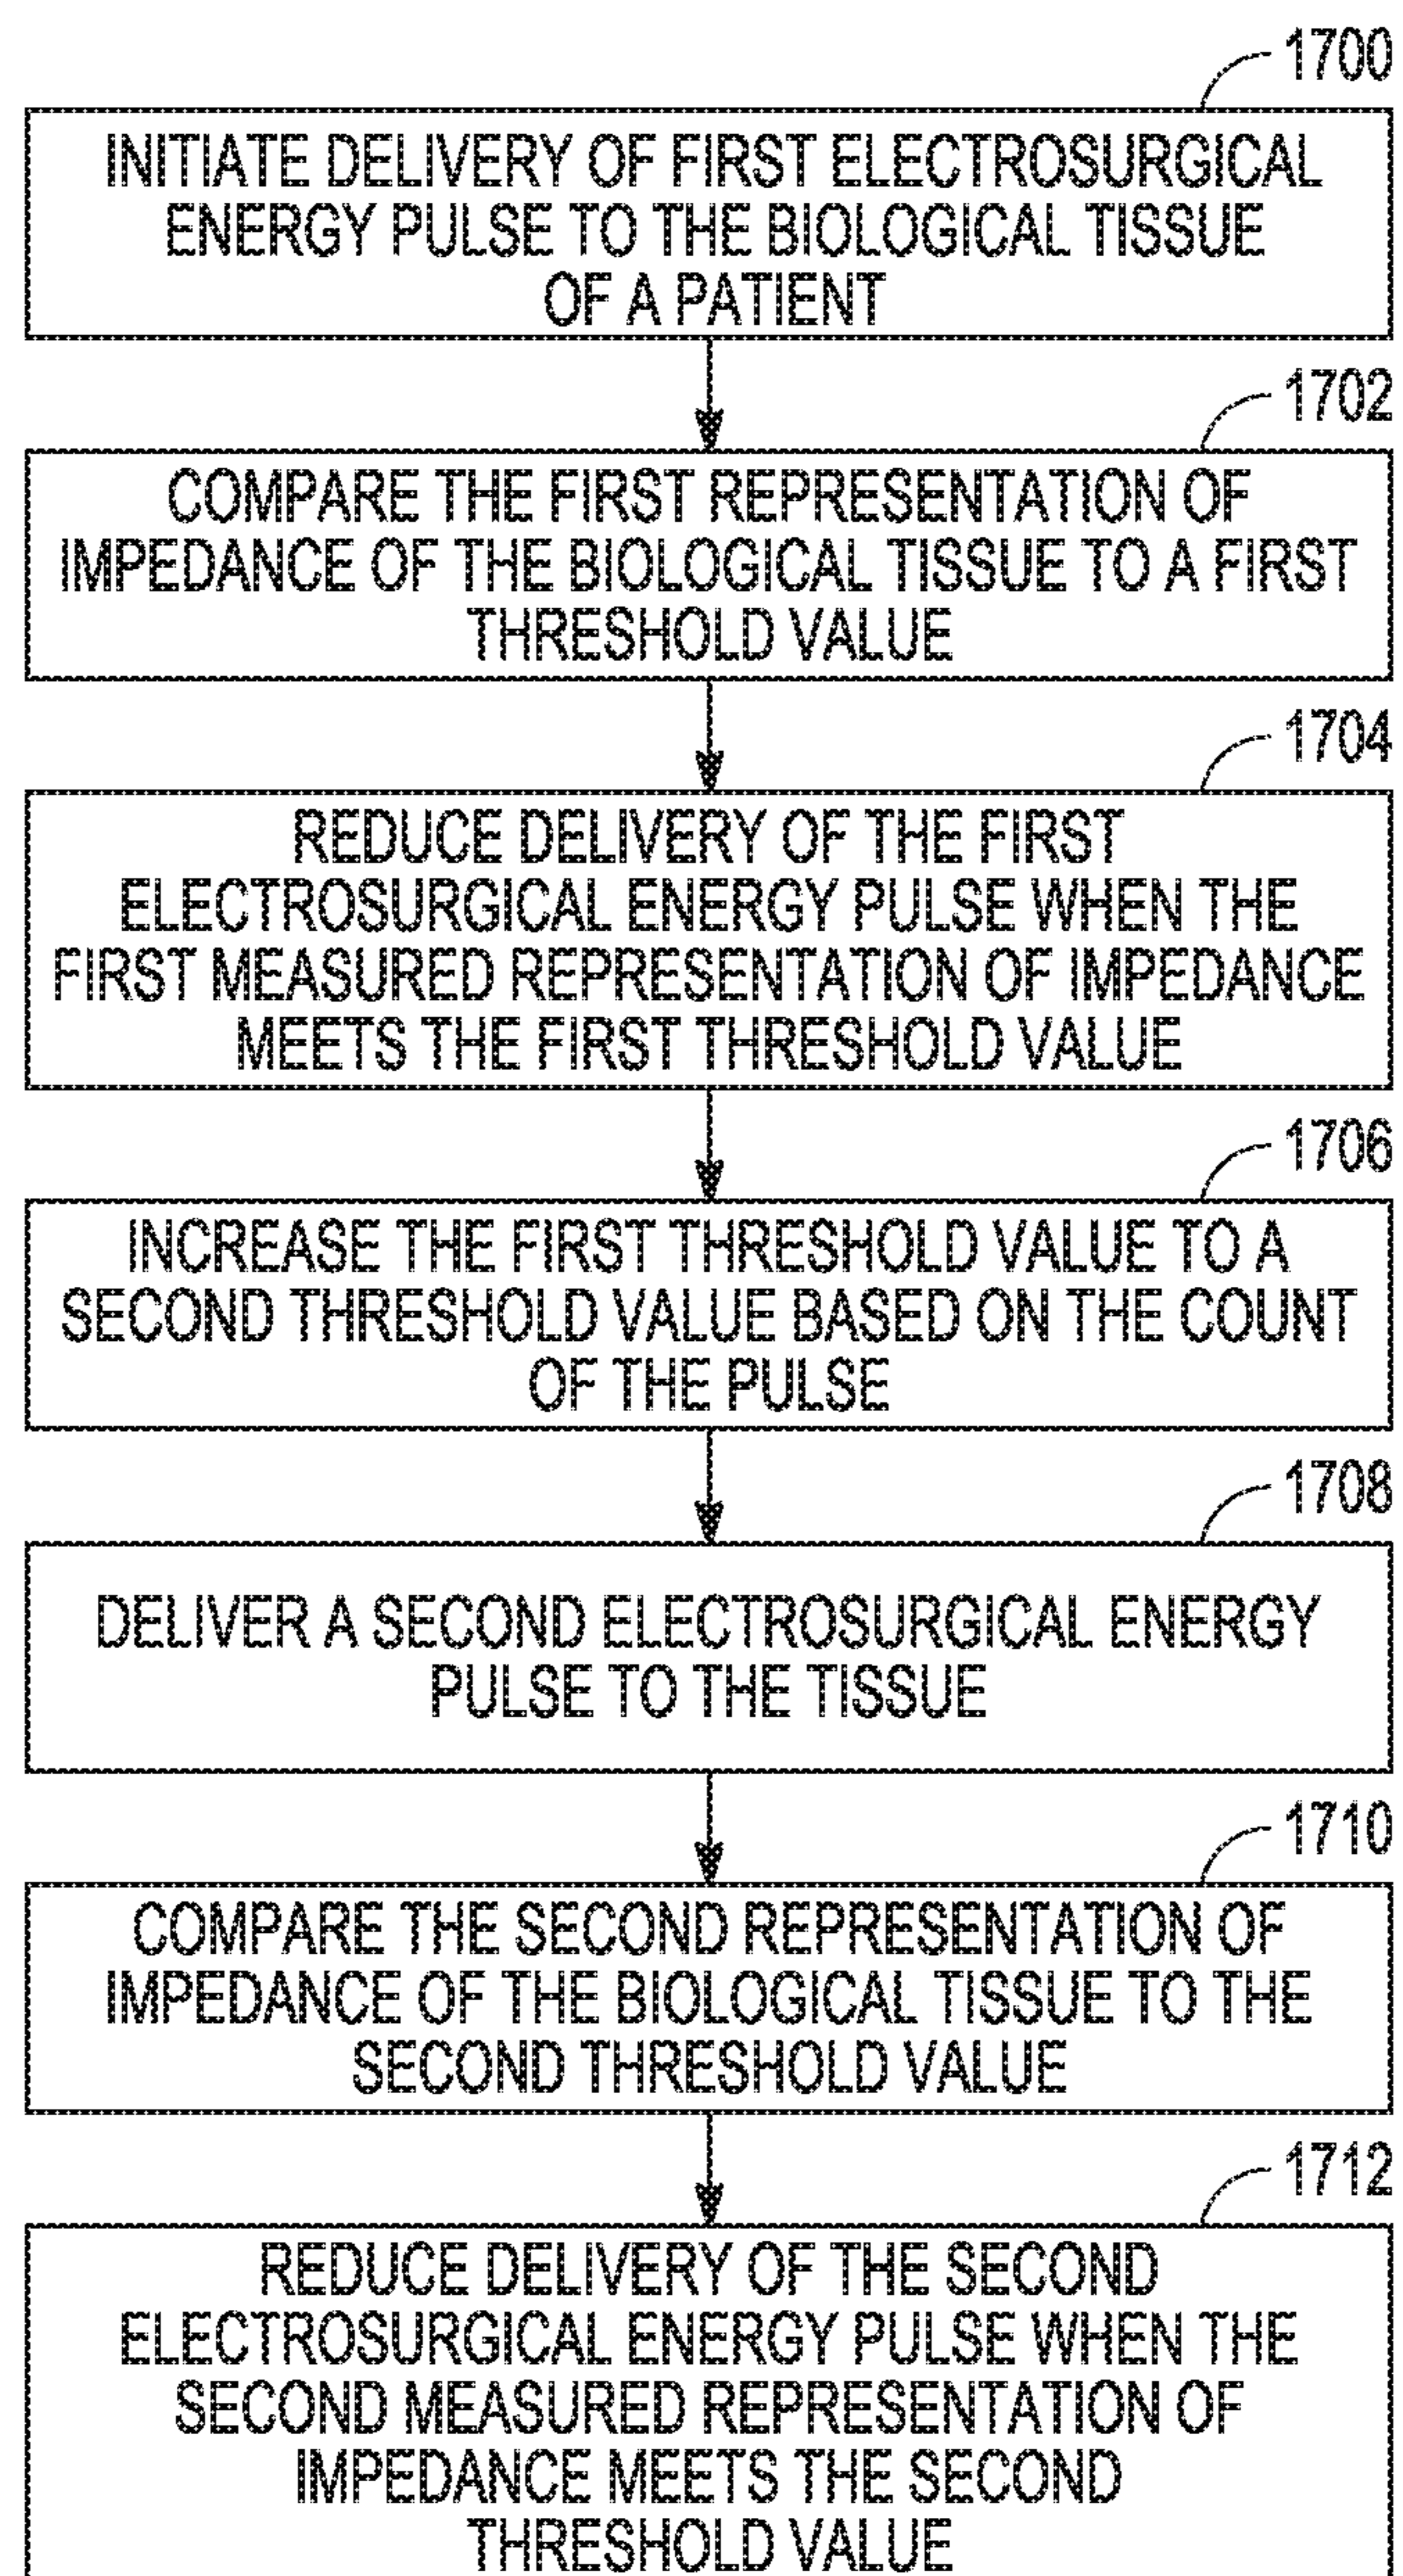 1700
INITIATE DELIVERY OF FIRST ELECTROSURGICAL
ENERGY PULSE TO THE BIOLOGICAL TISSUE
OF A PATIENT
1702
COMPARE THE FIRST REPRESENTATION OF
IMPEDANCE OF THE BIOLOGICAL TISSUE TO A FIRST
THRESHOLD VALUE
1704
REDUCE DELIVERY OF THE FIRST
ELECTROSURGICAL ENERGY PULSE WHEN THE
FIRST MEASURED REPRESENTATION OF IMPEDANCE
MEETS THE FIRST THRESHOLD VALUE
1706
INCREASE THE FIRST THRESHOLD VALUE TO A
SECOND THRESHOLD VALUE BASED ON THE COUNT
OF THE PULSE
1708
DELIVER A SECOND ELECTROSURGICAL ENERGY
PULSE TO THE TISSUE
1710
COMPARE THE SECOND REPRESENTATION OF
IMPEDANCE OF THE BIOLOGICAL TISSUE TO THE
SECOND THRESHOLD VALUE
1712
REDUCE DELIVERY OF THE SECOND
ELECTROSURGICAL ENERGY PULSE WHEN THE
SECOND MEASURED REPRESENTATION OF
IMPEDANCE MEETS THE SECOND
THRESHOLD VALUE